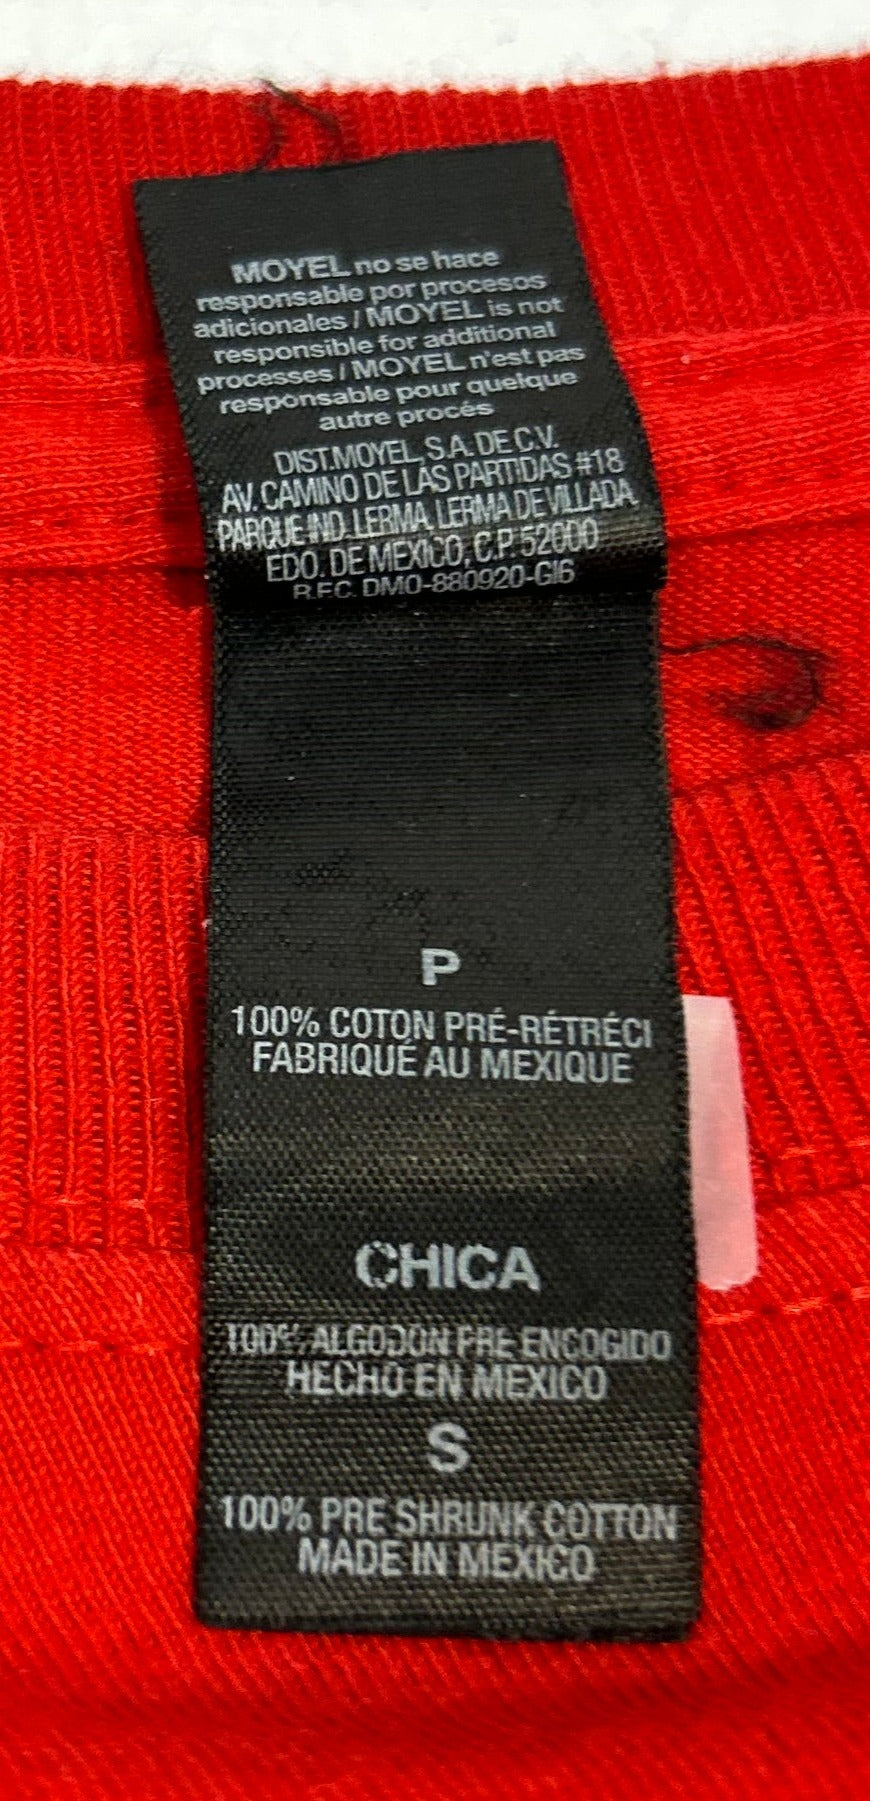 MOYEL no se hace
responsable por procesos
adicionales / MOYEL is not
responsible for additional
processes / MOYEL n'est pas
responsable pour quelque
autre procés
DIST.MOYEL, S.A. DE C.V.
AV. CAMINO DE LAS PARTIDAS #18
PARQUE IND. LERMA, LERMA DE VILLADA,
EDO. DE MEXICO, C.P. 52000
R.F.C. DMO-880920-GI6
P
100% COTON PRÉ-RÉTRÉCI
FABRIQUÉ AU MEXIQUE
CHICA
100% ALGODON PRE ENCOGIDO
HECHO EN MEXICO
S
100% PRE SHRUNK COTTON
MADE IN MEXICO